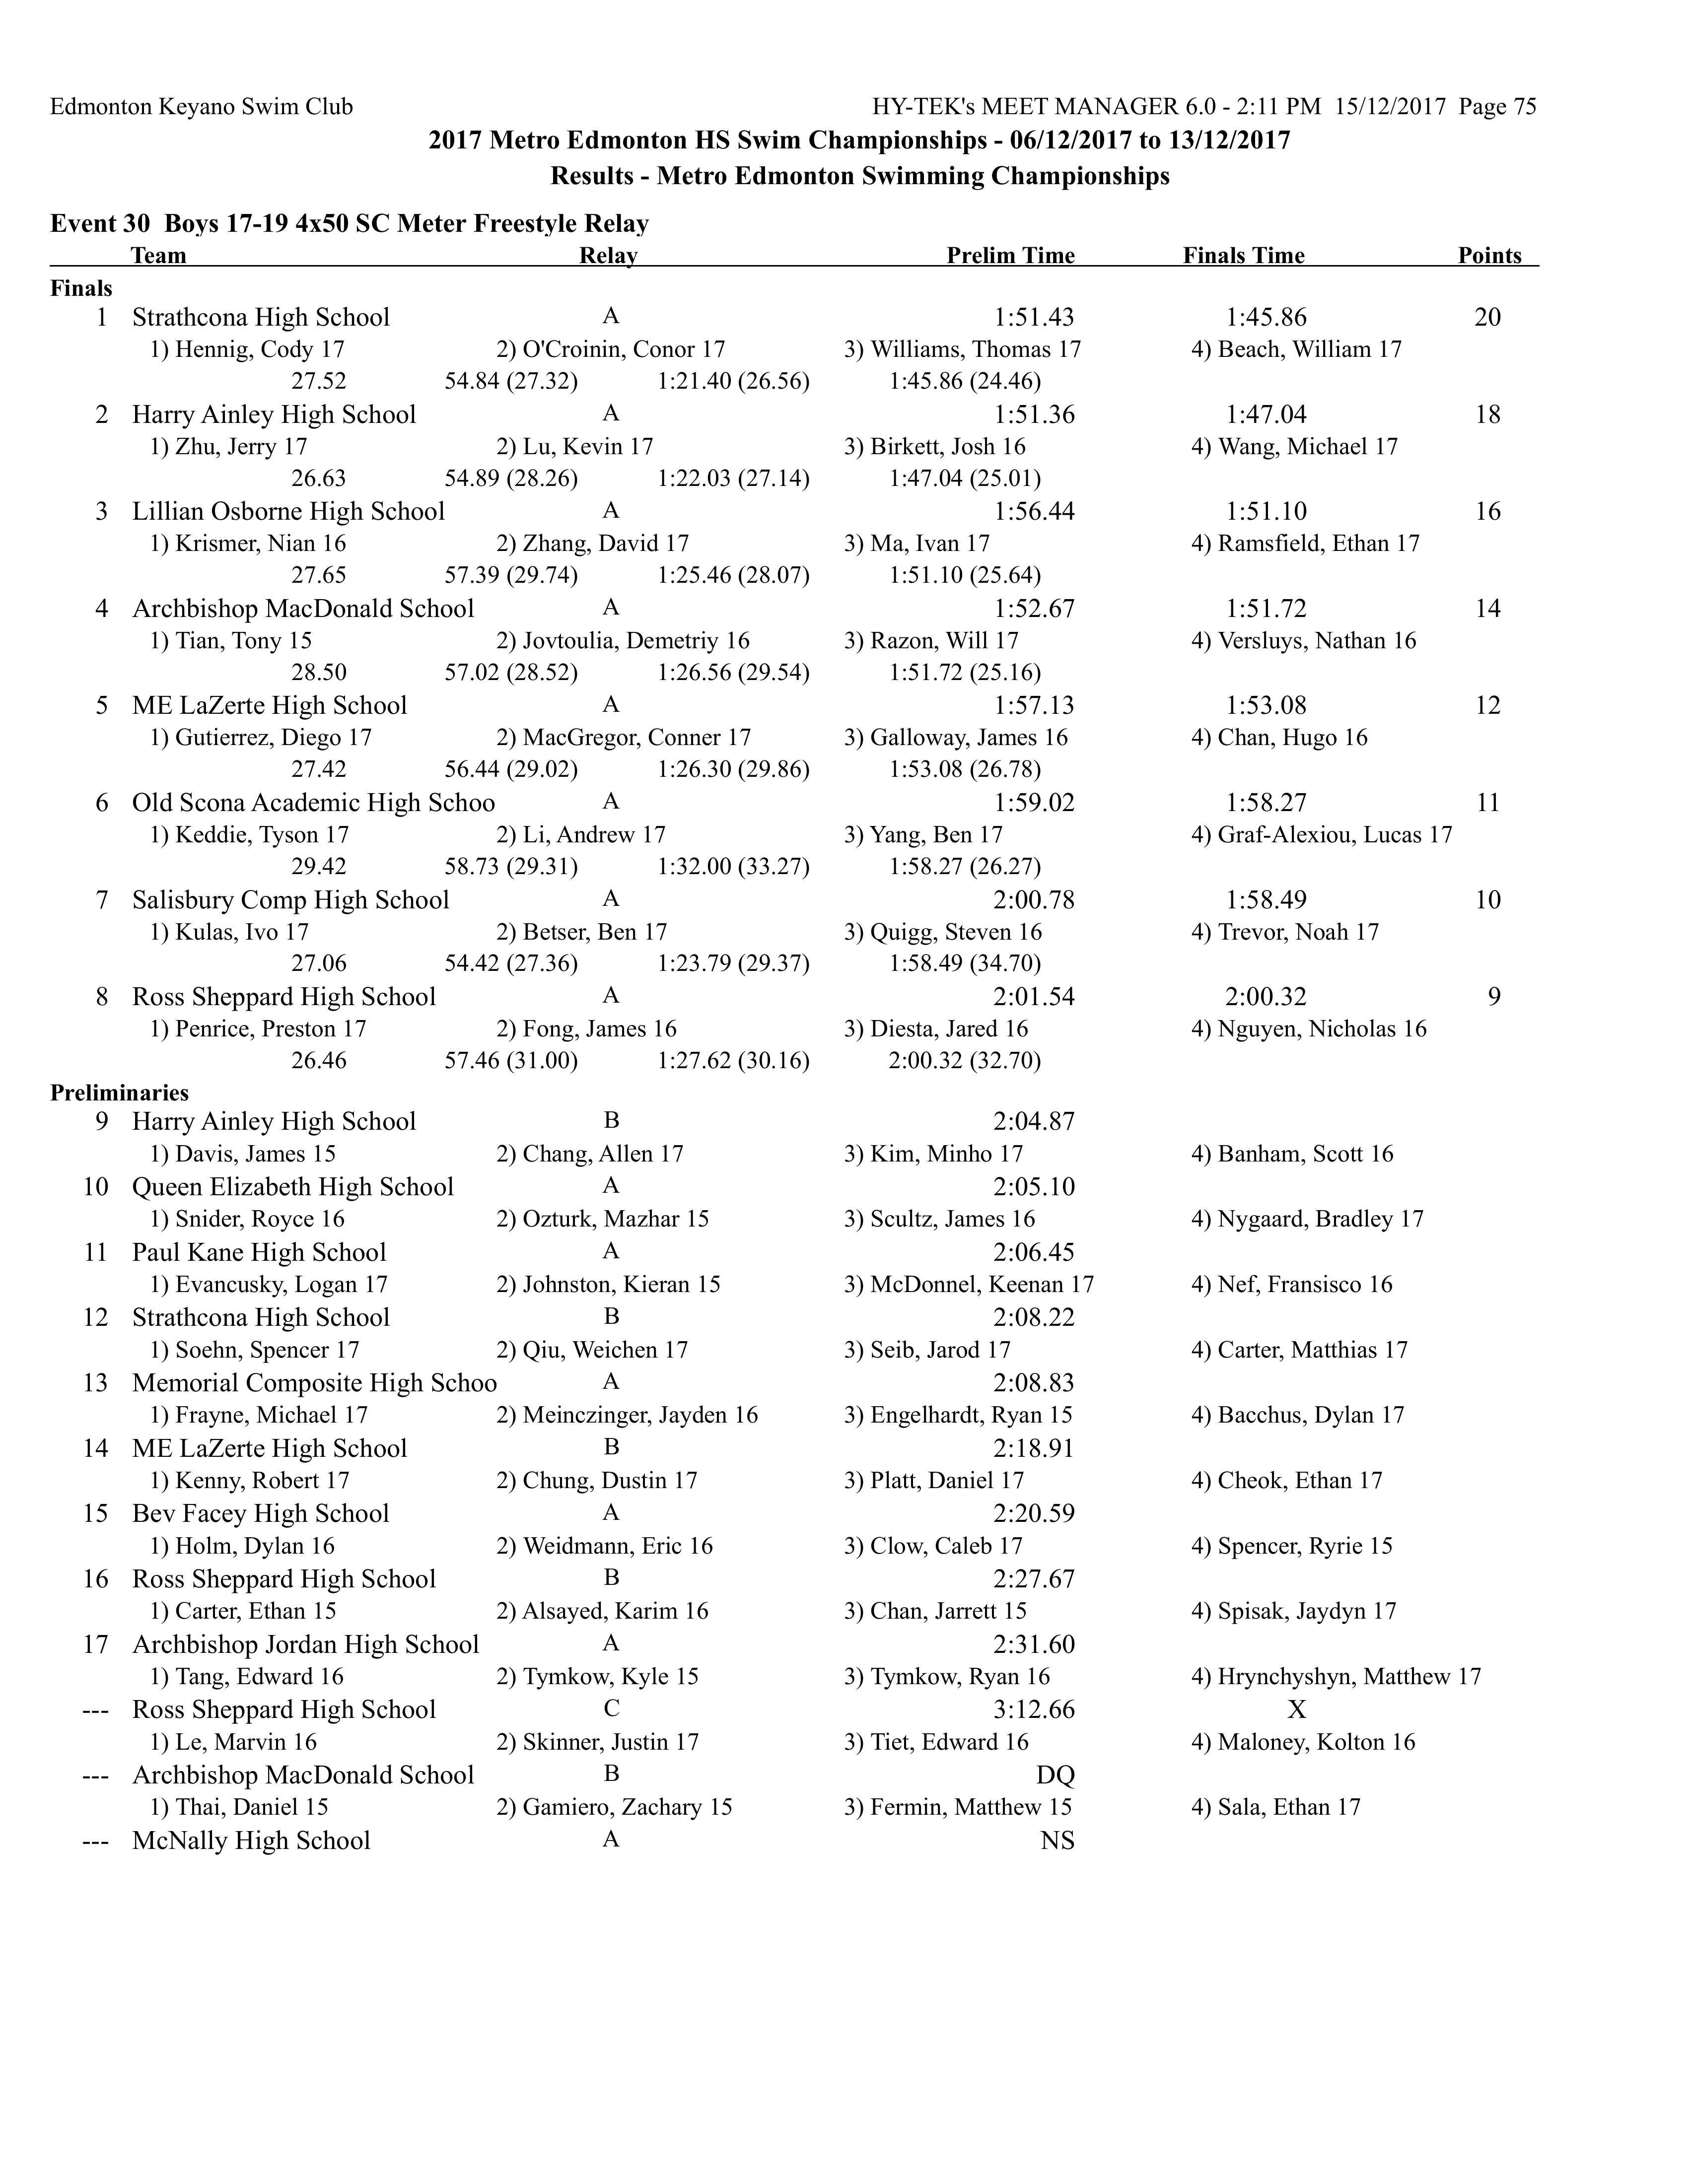 Edmonton Keyano Swim Club HY-TEK's MEET MANAGER 6.0 - 2:11 PM 15/12/2017 Page 75
2017 Metro Edmonton HS Swim Championships - 06/12/2017 to 13/12/2017
Results - Metro Edmonton Swimming Championships
Event 30 Boys 17-19 4x50 SC Meter Freestyle Relay
Team Relay Prelim Time Finals Time Points
Finals
1 Strathcona High School A 1:51.43 1:45.86 20
1) Hennig, Cody 17 2) O'Croinin, Conor 17 3) Williams, Thomas 17 4) Beach, William 17
27.52 54.84 (27.32) 1:21.40 (26.56) 1:45.86 (24.46)
2 Harry Ainley High School A 1:51.36 1:47.04 18
1) Zhu, Jerry 17 2) Lu, Kevin 17 3) Birkett, Josh 16 4) Wang, Michael 17
26.63 54.89 (28.26) 1:22.03 (27.14) 1:47.04 (25.01)
3 Lillian Osborne High School A 1:56.44 1:51.10 16
1) Krismer, Nian 16 2) Zhang, David 17 3) Ma, Ivan 17 4) Ramsfield, Ethan 17
27.65 57.39 (29.74) 1:25.46 (28.07) 1:51.10 (25.64)
4 Archbishop MacDonald School A 1:52.67 1:51.72 14
1) Tian, Tony 15 2) Jovtoulia, Demetriy 16 3) Razon, Will 17 4) Versluys, Nathan 16
28.50 57.02 (28.52) 1:26.56 (29.54) 1:51.72 (25.16)
5 ME LaZerte High School A 1:57.13 1:53.08 12
1) Gutierrez, Diego 17 2) MacGregor, Conner 17 3) Galloway, James 16 4) Chan, Hugo 16
27.42 56.44 (29.02) 1:26.30 (29.86) 1:53.08 (26.78)
6 Old Scona Academic High Schoo A 1:59.02 1:58.27 11
1) Keddie, Tyson 17 2) Li, Andrew 17 3) Yang, Ben 17 4) Graf-Alexiou, Lucas 17
29.42 58.73 (29.31) 1:32.00 (33.27) 1:58.27 (26.27)
7 Salisbury Comp High School A 2:00.78 1:58.49 10
1) Kulas, Ivo 17 2) Betser, Ben 17 3) Quigg, Steven 16 4) Trevor, Noah 17
27.06 54.42 (27.36) 1:23.79 (29.37) 1:58.49 (34.70)
8 Ross Sheppard High School A 2:01.54 2:00.32 9
1) Penrice, Preston 17 2) Fong, James 16 3) Diesta, Jared 16 4) Nguyen, Nicholas 16
26.46 57.46 (31.00) 1:27.62 (30.16) 2:00.32 (32.70)
Preliminaries
9 Harry Ainley High School B 2:04.87
1) Davis, James 15 2) Chang, Allen 17 3) Kim, Minho 17 4) Banham, Scott 16
10 Queen Elizabeth High School A 2:05.10
1) Snider, Royce 16 2) Ozturk, Mazhar 15 3) Scultz, James 16 4) Nygaard, Bradley 17
11 Paul Kane High School A 2:06.45
1) Evancusky, Logan 17 2) Johnston, Kieran 15 3) McDonnel, Keenan 17 4) Nef, Fransisco 16
12 Strathcona High School B 2:08.22
1) Soehn, Spencer 17 2) Qiu, Weichen 17 3) Seib, Jarod 17 4) Carter, Matthias 17
13 Memorial Composite High Schoo A 2:08.83
1) Frayne, Michael 17 2) Meinczinger, Jayden 16 3) Engelhardt, Ryan 15 4) Bacchus, Dylan 17
14 ME LaZerte High School B 2:18.91
1) Kenny, Robert 17 2) Chung, Dustin 17 3) Platt, Daniel 17 4) Cheok, Ethan 17
15 Bev Facey High School A 2:20.59
1) Holm, Dylan 16 2) Weidmann, Eric 16 3) Clow, Caleb 17 4) Spencer, Ryrie 15
16 Ross Sheppard High School B 2:27.67
1) Carter, Ethan 15 2) Alsayed, Karim 16 3) Chan, Jarrett 15 4) Spisak, Jaydyn 17
17 Archbishop Jordan High School A 2:31.60
1) Tang, Edward 16 2) Tymkow, Kyle 15 3) Tymkow, Ryan 16 4) Hrynchyshyn, Matthew 17
--- Ross Sheppard High School C 3:12.66 X
1) Le, Marvin 16 2) Skinner, Justin 17 3) Tiet, Edward 16 4) Maloney, Kolton 16
--- Archbishop MacDonald School B DQ
1) Thai, Daniel 15 2) Gamiero, Zachary 15 3) Fermin, Matthew 15 4) Sala, Ethan 17
--- McNally High School A NS